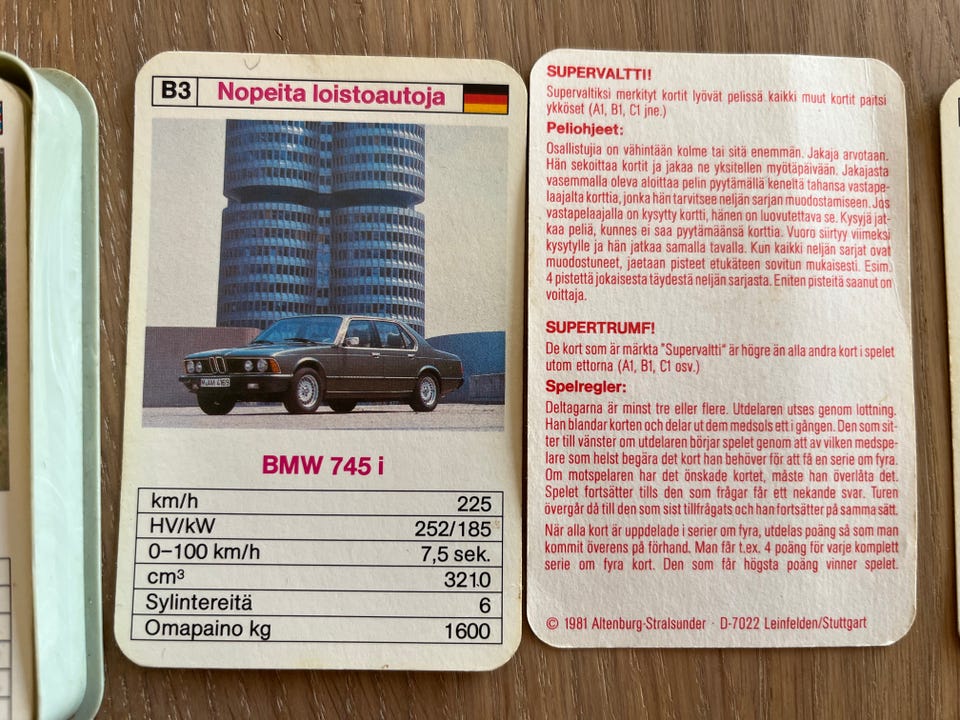 B3 Nopeita loistoautoja
M·AM 4169
BMW 745 i
km/h 225
HV/kW 252/185
0–100 km/h 7,5 sek.
cm³ 3210
Sylintereitä 6
Omapaino kg 1600
SUPERVALTTI!
Supervaltiksi merkityt kortit lyövät pelissä kaikki muut kortit paitsi
ykköset (A1, B1, C1 jne.)
Peliohjeet:
Osallistujia on vähintään kolme tai sitä enemmän. Jakaja arvotaan.
Hän sekoittaa kortit ja jakaa ne yksitellen myötäpäivään. Jakajasta
vasemmalla oleva aloittaa pelin pyytämällä keneltä tahansa vastape-
laajalta korttia, jonka hän tarvitsee neljän sarjan muodostamiseen. Jos
vastapelaajalla on kysytty kortti, hänen on luovutettava se. Kysyjä jat-
kaa peliä, kunnes ei saa pyytämäänsä korttia. Vuoro siirtyy viimeksi
kysytylle ja hän jatkaa samalla tavalla. Kun kaikki neljän sarjat ovat
muodostuneet, jaetaan pisteet etukäteen sovitun mukaisesti. Esim.
4 pistettä jokaisesta täydestä neljän sarjasta. Eniten pisteitä saanut on
voittaja.
SUPERTRUMF!
De kort som är märkta "Supervaltti" är högre än alla andra kort i spelet
utom ettorna (A1, B1, C1 osv.)
Spelregler:
Deltagarna är minst tre eller flere. Utdelaren utses genom lottning.
Han blandar korten och delar ut dem medsols ett i gången. Den som sit-
ter till vänster om utdelaren börjar spelet genom att av vilken medspe-
lare som helst begära det kort han behöver för att få en serie om fyra.
Om motspelaren har det önskade kortet, måste han överlåta det.
Spelet fortsätter tills den som frågar får ett nekande svar. Turen
övergår då till den som sist tillfrågats och han fortsätter på samma sätt.
När alla kort är uppdelade i serier om fyra, utdelas poäng så som man
kommit överens på förhand. Man får t.ex. 4 poäng för varje komplett
serie om fyra kort. Den som får högsta poäng vinner spelet.
© 1981 Altenburg-Stralsunder · D-7022 Leinfelden/Stuttgart